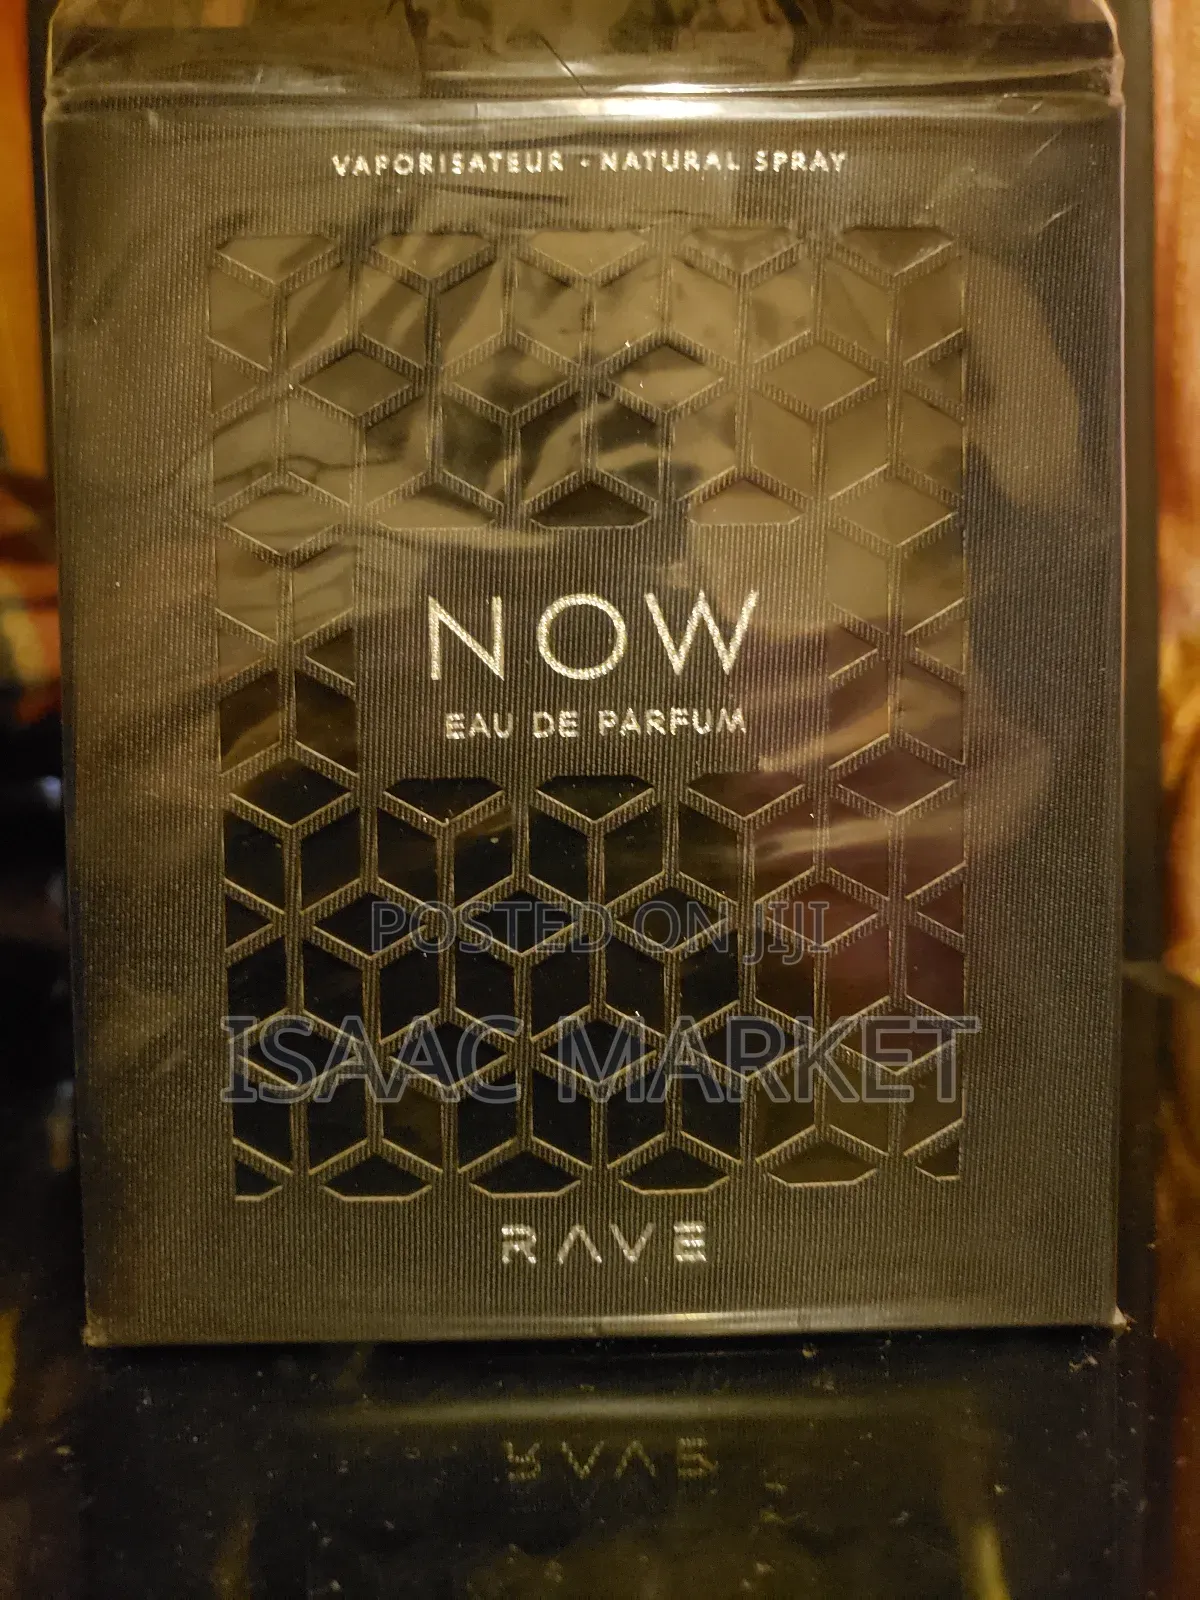 VAPORISATEUR - NATURAL SPRAY
NOW
EAU DE PARFUM
POSTED ON JIJI
ISAAC MARKET
RAVE